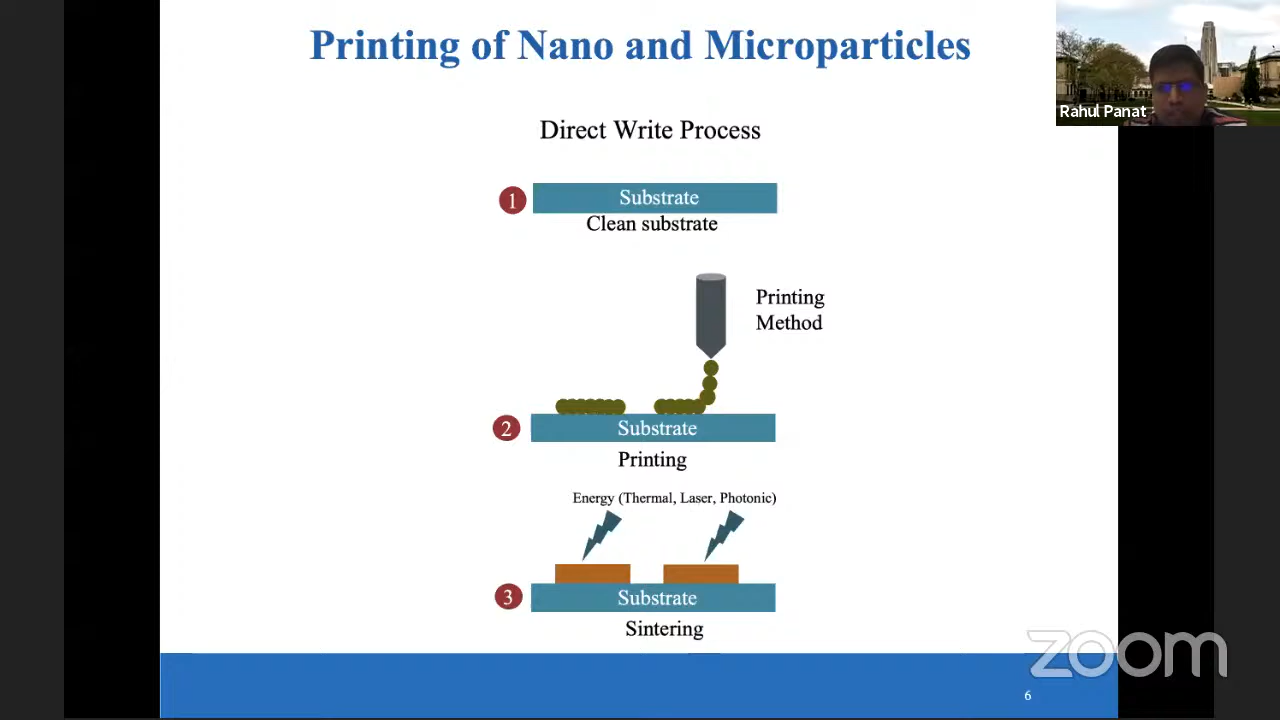 Printing of Nano and Microparticles
Rahul Panat
Direct Write Process
1
Substrate
Clean substrate
Printing
Method
2
Substrate
Printing
Energy (Thermal, Laser, Photonic)
3
Substrate
Sintering
zoom
6